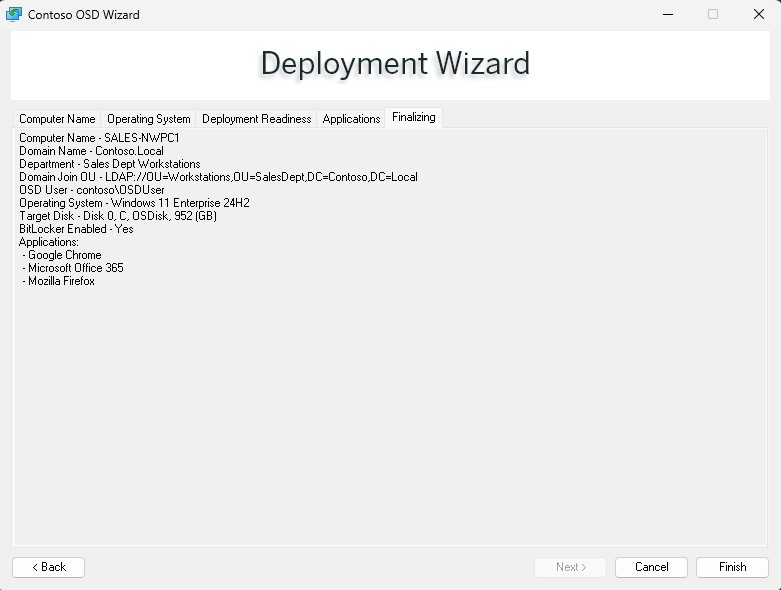 Contoso OSD Wizard
Deployment Wizard
Computer Name Operating System Deployment Readiness Applications Finalizing
Computer Name - SALES-NWPC1
Domain Name - Contoso.Local
Department - Sales Dept Workstations
Domain Join OU - LDAP://OU=Workstations,OU=SalesDept,DC=Contoso,DC=Local
OSD User - contoso\OSDUser
Operating System - Windows 11 Enterprise 24H2
Target Disk - Disk 0, C, OSDisk, 952 (GB)
BitLocker Enabled - Yes
Applications:
- Google Chrome
- Microsoft Office 365
- Mozilla Firefox
< Back Next > Cancel Finish